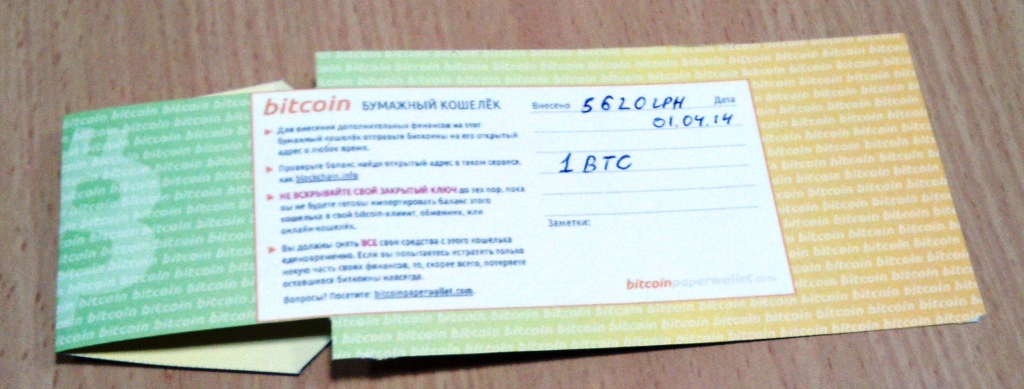 bitcoin БУМАЖНЫЙ КОШЕЛЁК
Для внесения дополнительных финансов на этот
бумажный кошелёк отправьте биткоины на его открытый
адрес в любое время.
Проверьте баланс найдя открытый адрес в таком сервисе,
как blockchain.info
НЕ ВСКРЫВАЙТЕ СВОЙ ЗАКРЫТЫЙ КЛЮЧ до тех пор, пока
вы не будете готовы импортировать баланс этого
кошелька в свой bitcoin-клиент, обменник, или
онлайн-кошелёк.
Вы должны снять ВСЕ свои средства с этого кошелька
единовременно. Если вы попытаетесь истратить только
некую часть своих финансов, то, скорее всего, потеряете
оставшиеся биткоины навсегда.
Вопросы? Посетите: bitcoinpaperwallet.com
Внесено 5620 UAH Дата
01.04.14
1 BTC
Заметки:
bitcoinpaperwallet.com